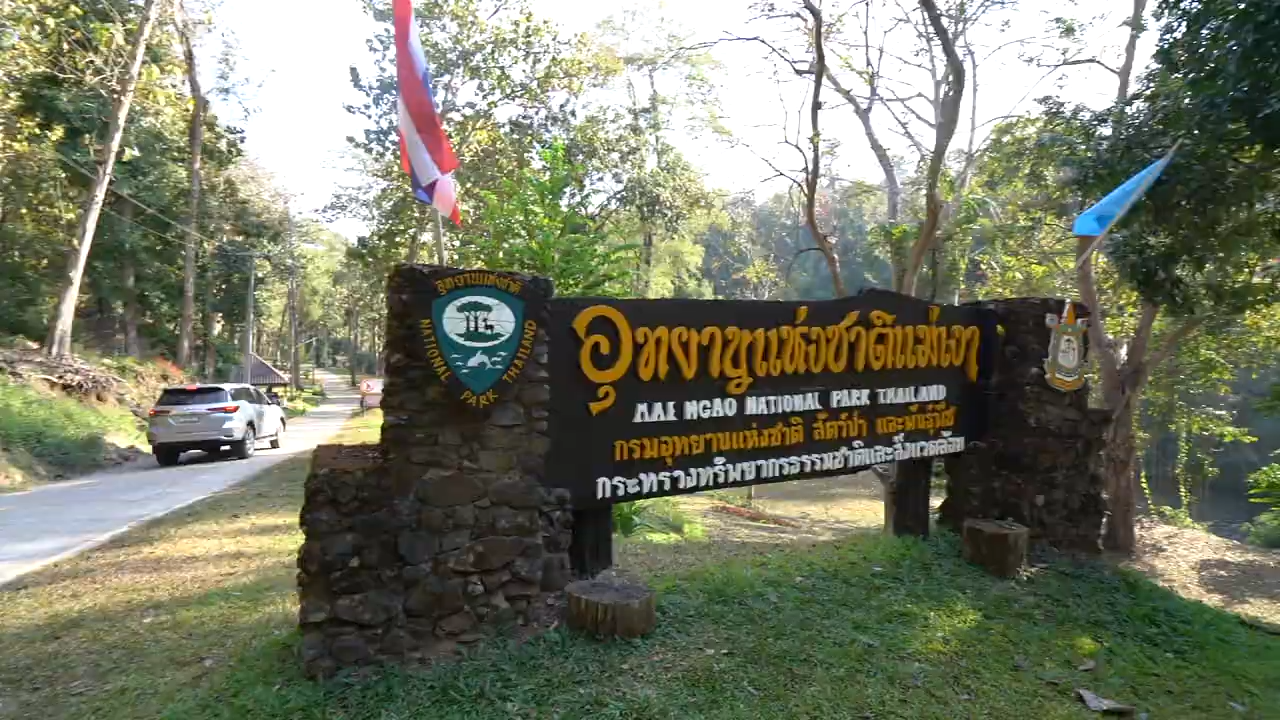 อุทยานแห่งชาติ
NATIONAL PARK THAILAND
อุทยานแห่งชาติแม่เงา
MAE NGAO NATIONAL PARK THAILAND
กรมอุทยานแห่งชาติ สัตว์ป่า และพันธุ์พืช
กระทรวงทรัพยากรธรรมชาติและสิ่งแวดล้อม